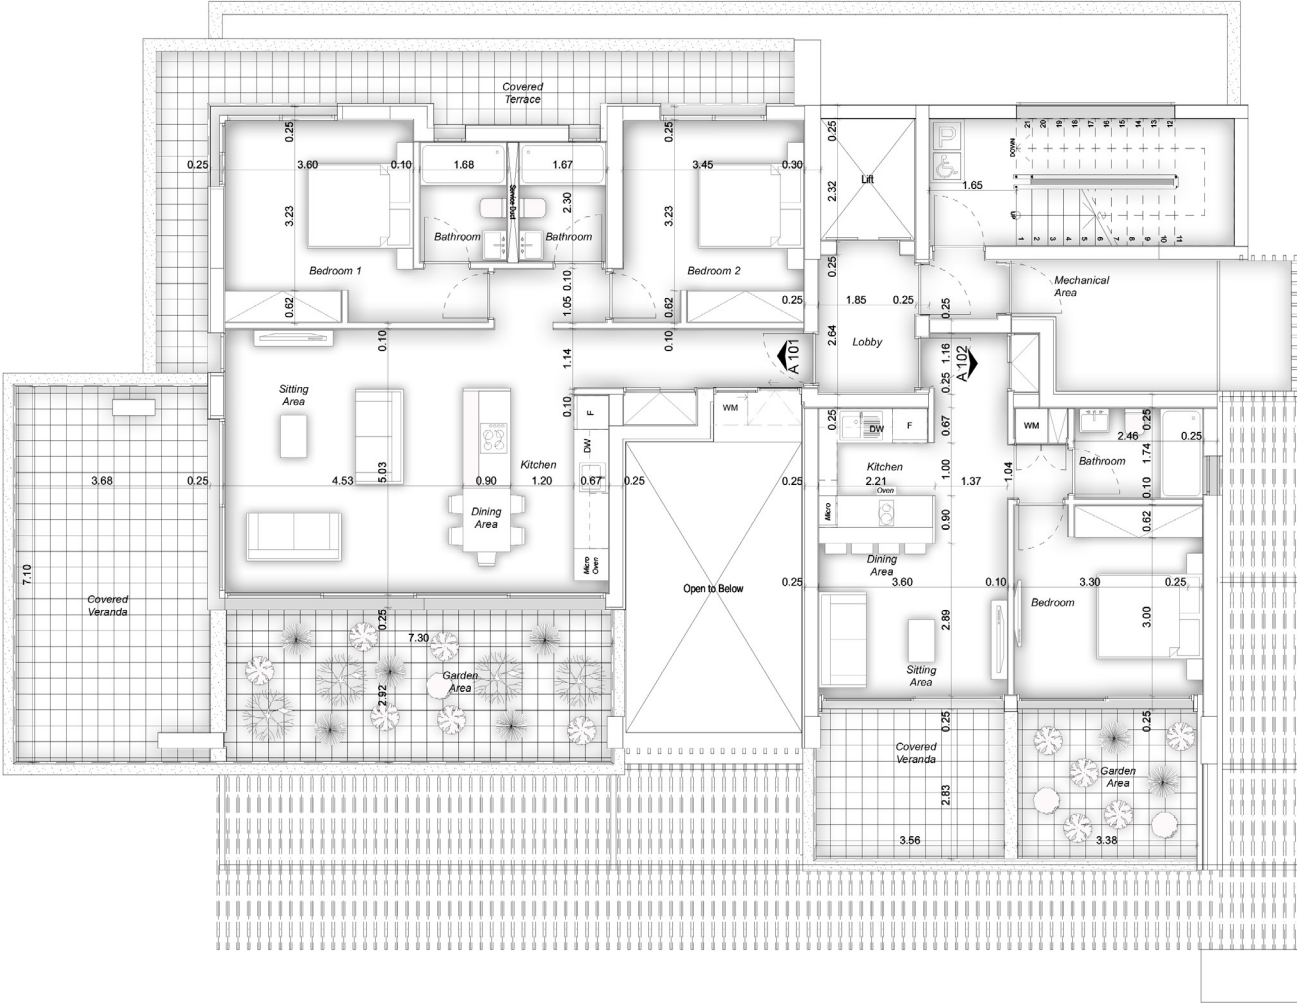 Covered
Terrace
0.25
0.25
0.25
21
20
19
18
17
16
15
14
13
12
DOWN
P
0.25
3.60
0.10
1.68
1.67
3.45
0.30
Lift
1.65
2.32
Service Duct
2.30
3.23
3.23
UP
1
2
3
4
5
6
7
8
9
10
11
Bathroom
Bathroom
Bedroom 1
Bedroom 2
0.25
Mechanical
Area
0.10
0.62
1.05
0.62
0.25
1.85
0.25
0.25
0.10
0.10
2.64
Lobby
1.14
A 101
1.16
A 102
0.25
Sitting
Area
0.10
F
WM
0.25
DW
F
0.67
WM
0.25
2.46
0.25
DW
1.74
Kitchen
Kitchen
Bathroom
3.68
0.25
4.53
5.03
0.90
1.20
0.67
0.25
0.25
2.21
1.00
1.37
1.04
Oven
0.10
Dining
Area
Micro
0.90
0.62
Micro
Oven
Dining
Area
7.10
Open to Below
0.25
3.60
0.10
3.30
0.25
Covered
Veranda
Bedroom
0.25
7.30
2.89
3.00
Garden
Area
Sitting
Area
2.92
0.25
0.25
Covered
Veranda
Garden
Area
2.83
3.56
3.38